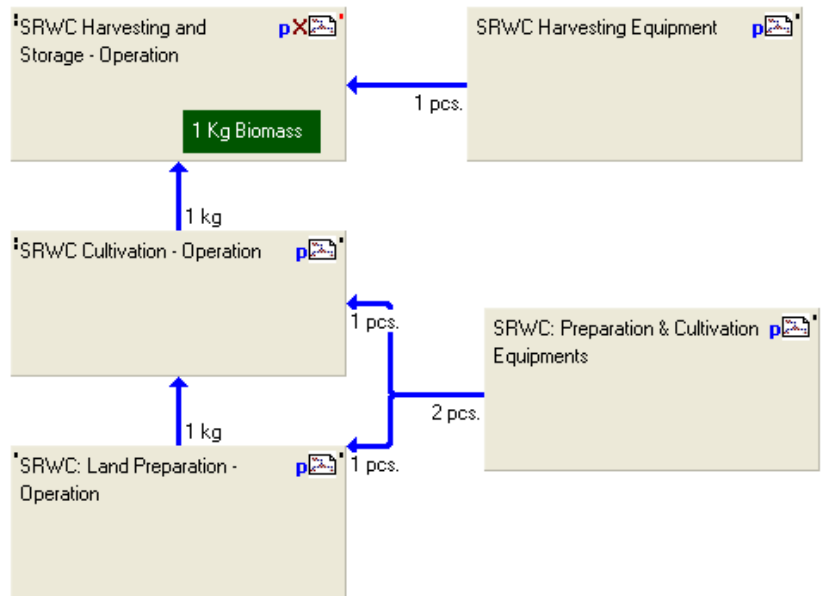 SRWC Harvesting and
Storage - Operation
pX
1 Kg Biomass
SRWC Harvesting Equipment
p
1 pcs.
1 kg
SRWC Cultivation - Operation
p
1 pcs.
SRWC: Preparation & Cultivation
Equipments
p
2 pcs.
1 kg
1 pcs.
SRWC: Land Preparation -
Operation
p